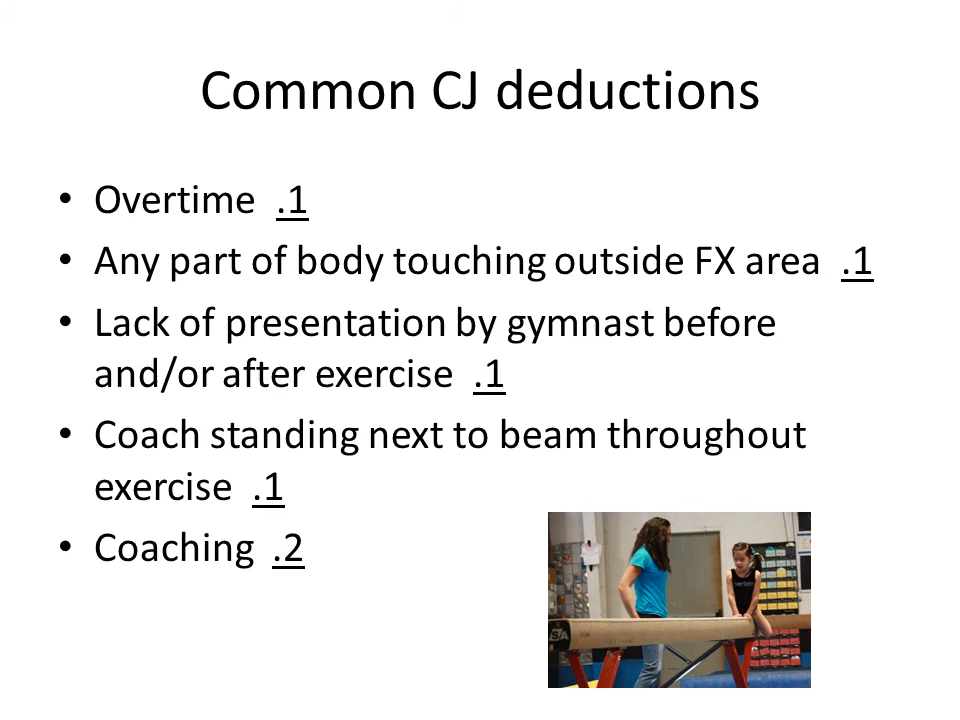 Common CJ deductions
• Overtime .1
• Any part of body touching outside FX area .1
• Lack of presentation by gymnast before
and/or after exercise .1
• Coach standing next to beam throughout
exercise .1
• Coaching .2
SA